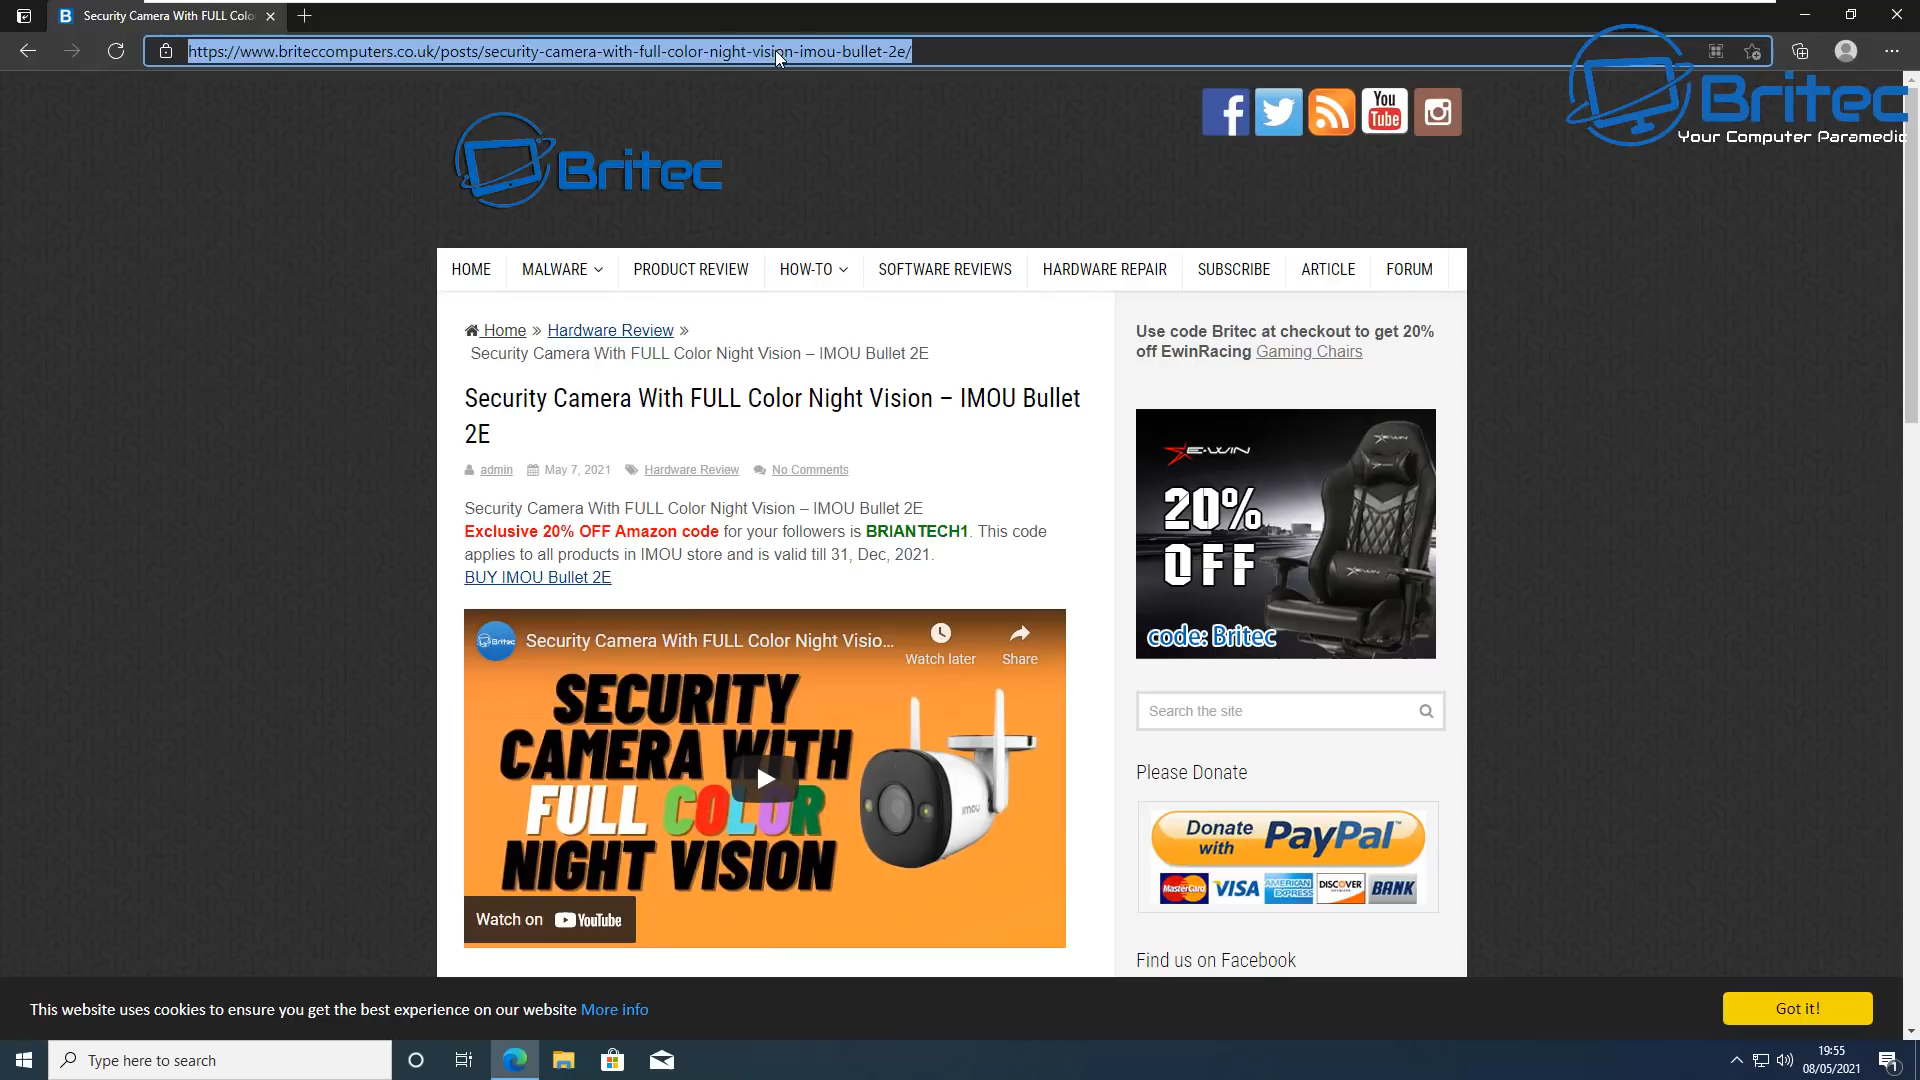 Security Camera With FULL Colo
https://www.briteccomputers.co.uk/posts/security-camera-with-full-color-night-vision-imou-bullet-2e/
Britec
Your Computer Paramedic
Britec
You
Tube
HOME MALWARE PRODUCT REVIEW HOW-TO SOFTWARE REVIEWS HARDWARE REPAIR SUBSCRIBE ARTICLE FORUM
Home » Hardware Review »
Security Camera With FULL Color Night Vision – IMOU Bullet 2E
Security Camera With FULL Color Night Vision – IMOU Bullet
2E
admin May 7, 2021 Hardware Review No Comments
Security Camera With FULL Color Night Vision – IMOU Bullet 2E
Exclusive 20% OFF Amazon code for your followers is BRIANTECH1. This code
applies to all products in IMOU store and is valid till 31, Dec, 2021.
BUY IMOU Bullet 2E
Britec
Security Camera With FULL Color Night Visio...
Watch later
Share
SECURITY
CAMERA WITH
FULL COLOR
NIGHT VISION
imou
Watch on YouTube
Use code Britec at checkout to get 20%
off EwinRacing Gaming Chairs
E-WIN
20%
OFF
code: Britec
Search the site
Please Donate
Donate
with PayPal™
MasterCard VISA AMERICAN EXPRESS DISCOVER NETWORK BANK
Find us on Facebook
This website uses cookies to ensure you get the best experience on our website More info
Got it!
Type here to search
19:55
08/05/2021
1